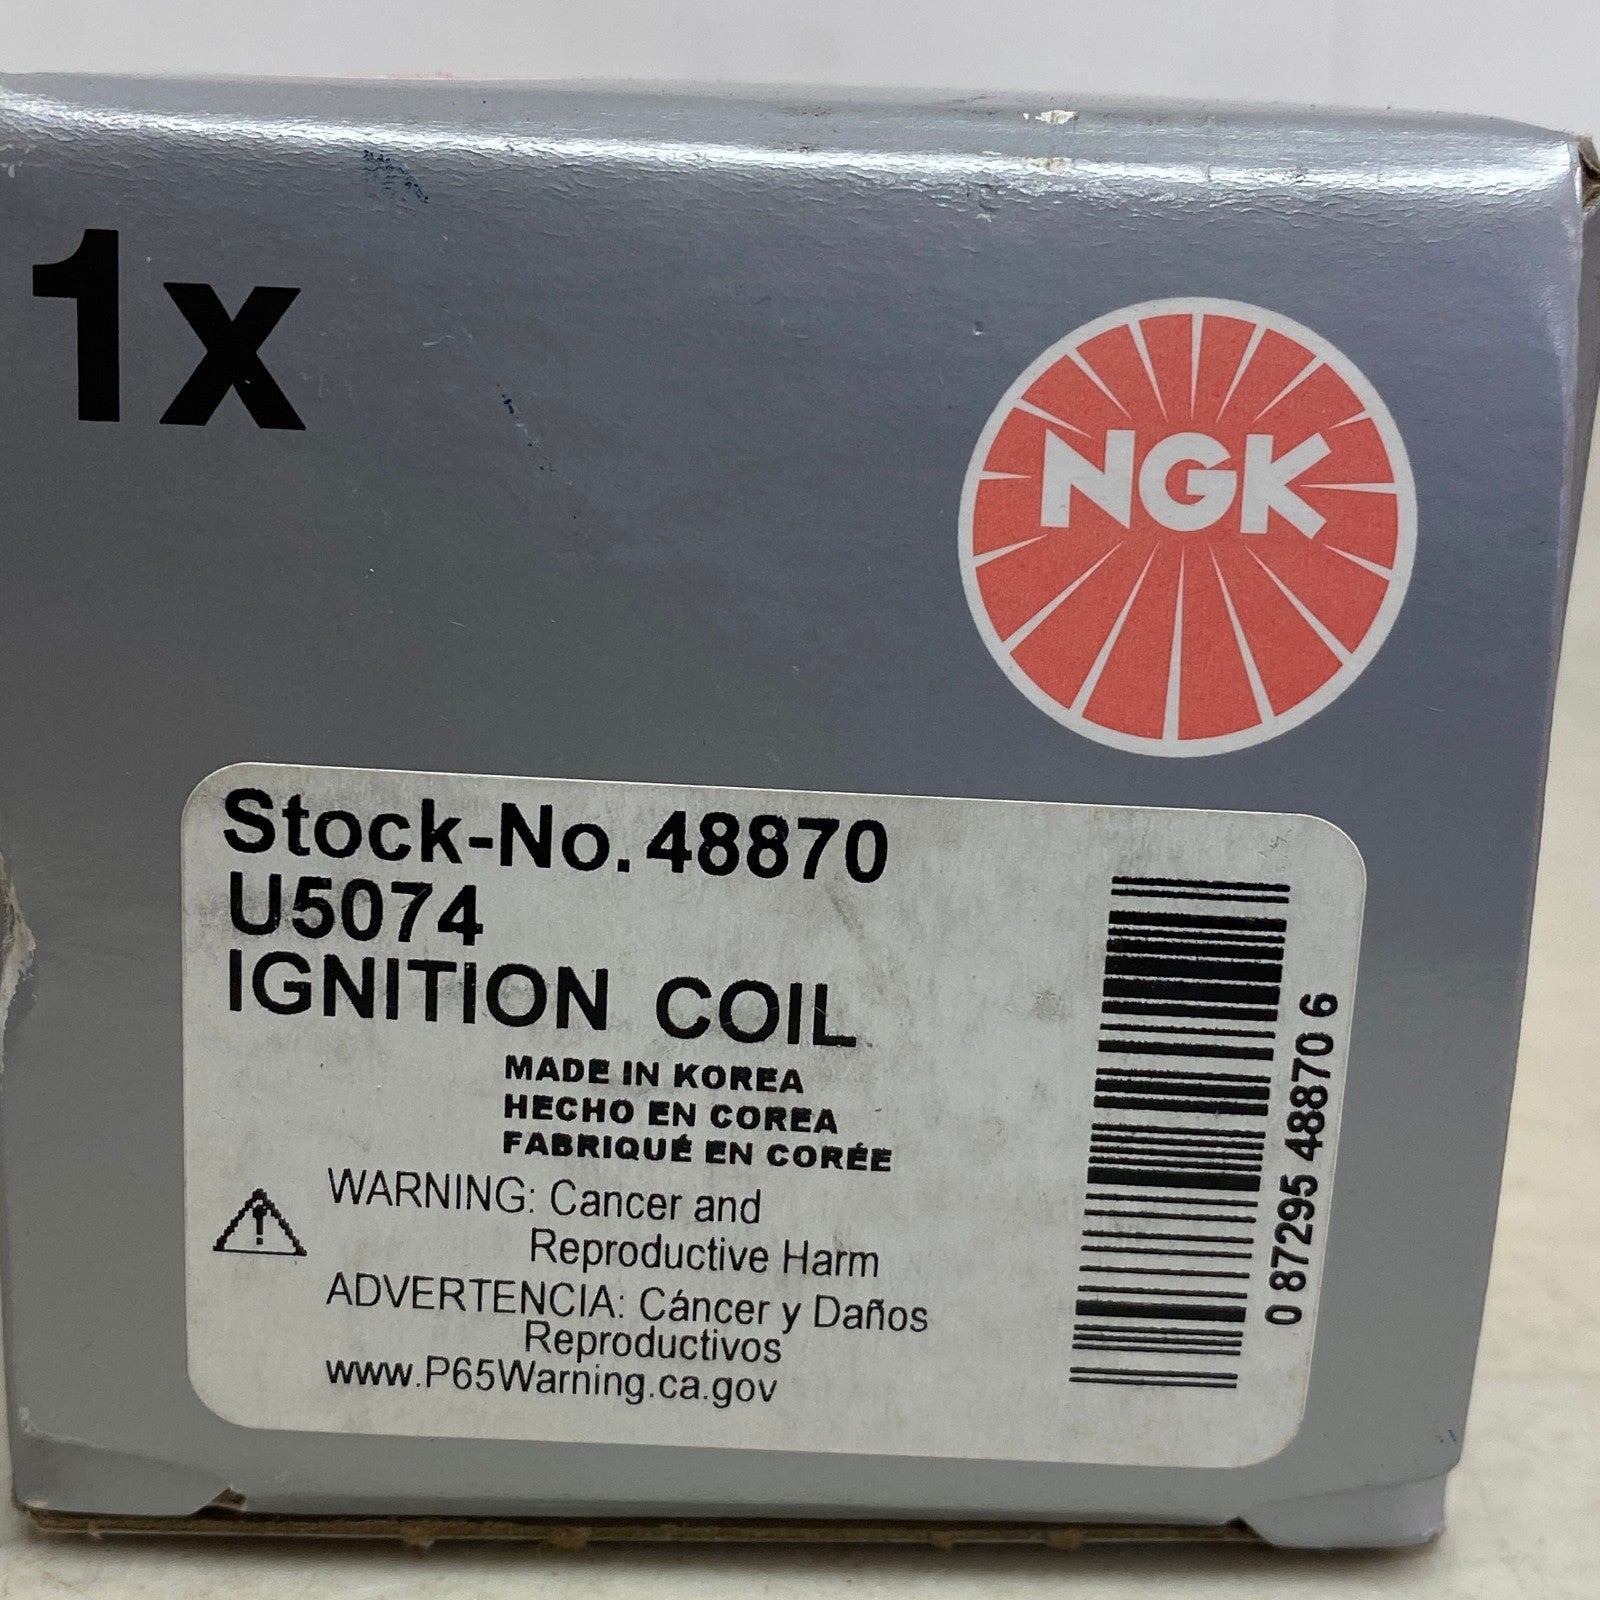 1x
NGK
Stock-No. 48870
U5074
IGNITION COIL
MADE IN KOREA
HECHO EN COREA
FABRIQUÉ EN CORÉE
WARNING: Cancer and
Reproductive Harm
ADVERTENCIA: Cáncer y Daños
Reproductivos
www.P65Warning.ca.gov
0 87295 48870 6